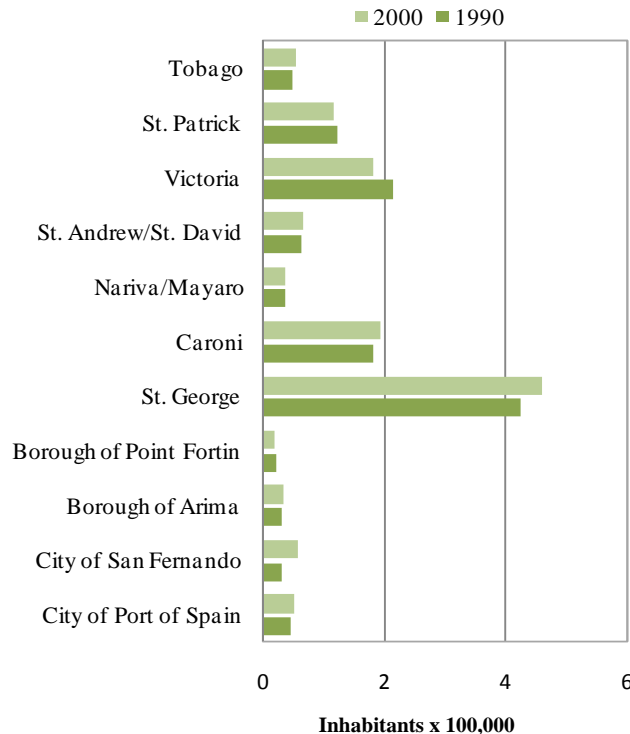 2000 1990
Tobago
St. Patrick
Victoria
St. Andrew/St. David
Nariva/Mayaro
Caroni
St. George
Borough of Point Fortin
Borough of Arima
City of San Fernando
City of Port of Spain
0 2 4 6
Inhabitants x 100,000